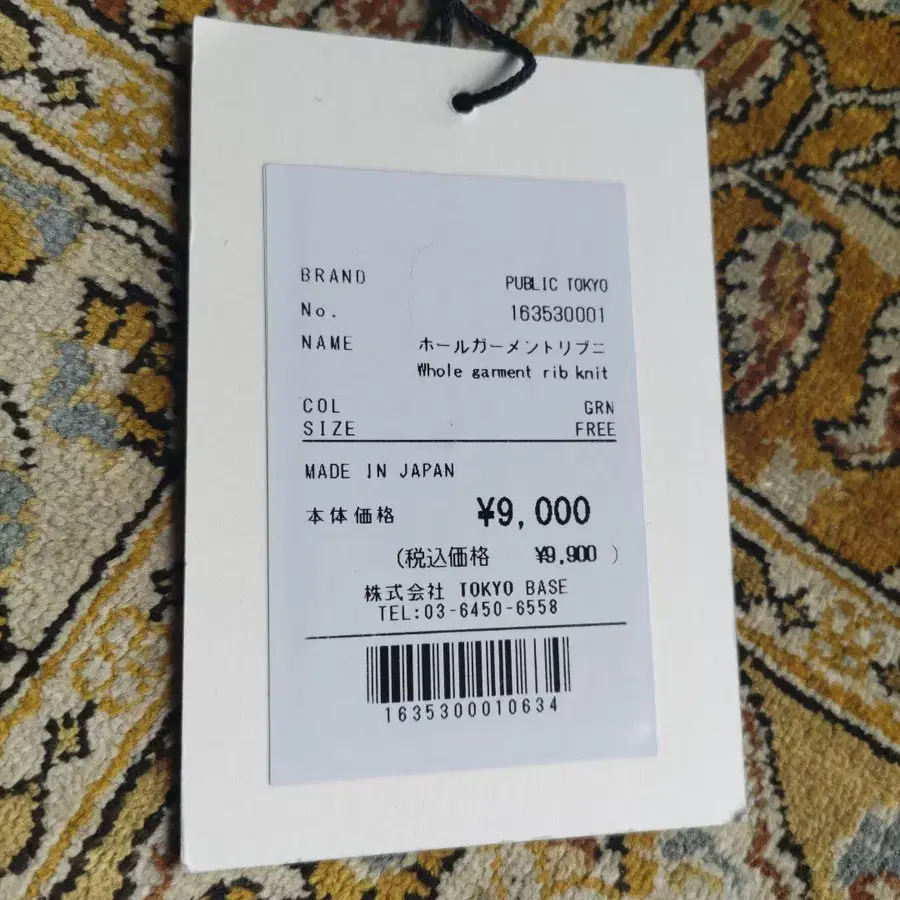 BRAND PUBLIC TOKYO
No. 163530001
NAME ホールガーメントリブニ
Whole garment rib knit
COL GRN
SIZE FREE
MADE IN JAPAN
本体価格 ¥9,000
(税込価格 ¥9,900 )
株式会社 TOKYO BASE
TEL:03-6450-6558
1635300010634